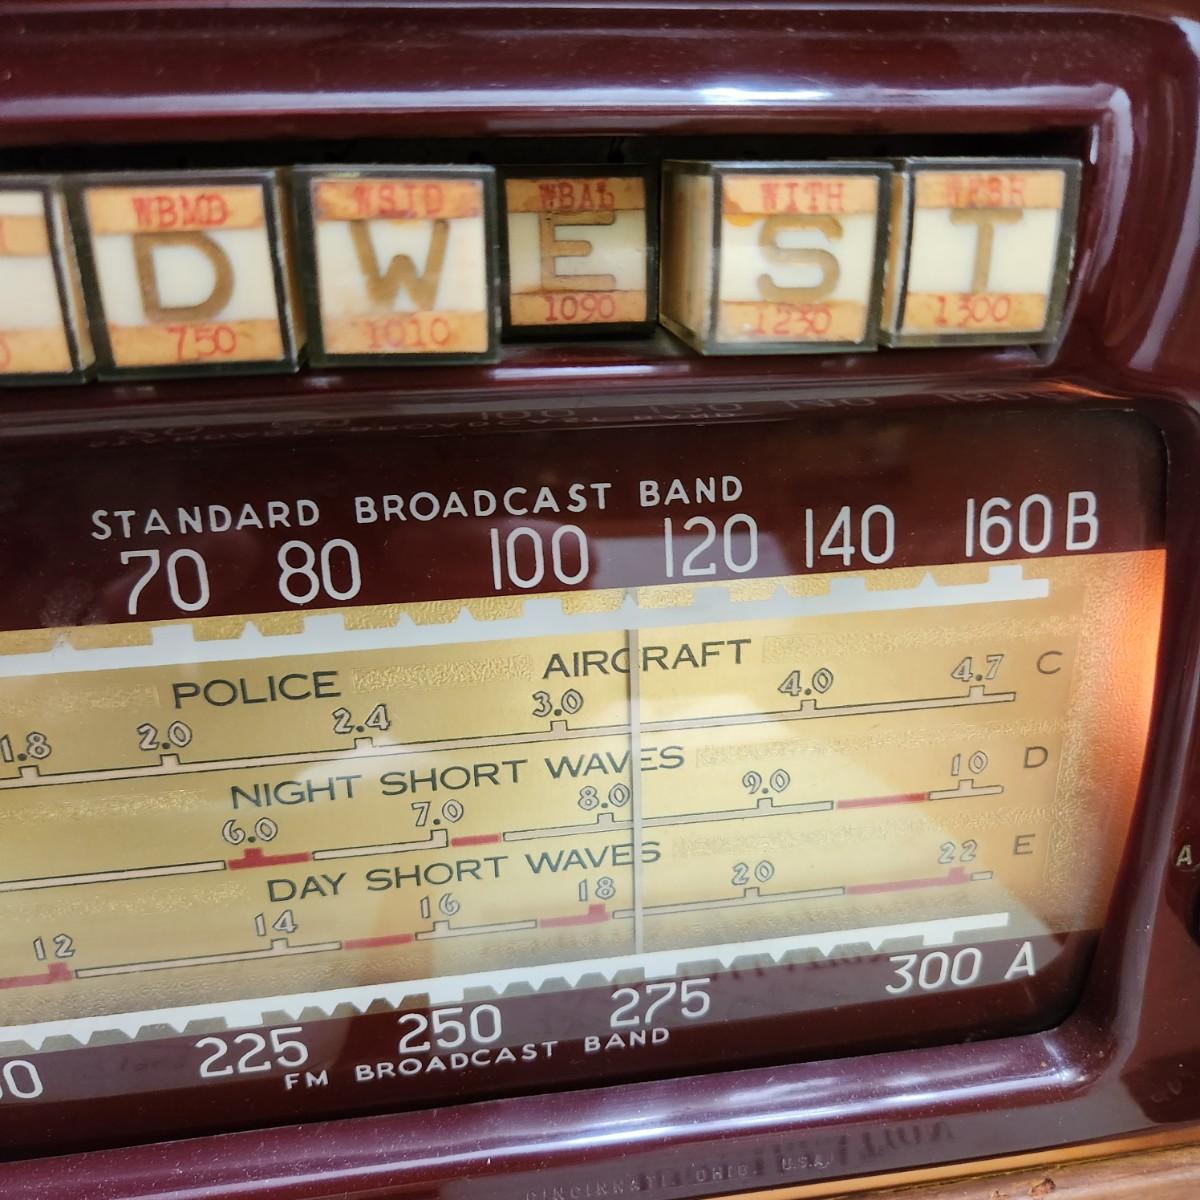 WBMD WSID WBAL WITH
D W E S T
750 1010 1090 1230 1300
STANDARD BROADCAST BAND
70 80 100 120 140 160 B
POLICE AIRCRAFT
1.8 2.0 2.4 3.0 4.0 4.7 C
NIGHT SHORT WAVES
6.0 7.0 8.0 9.0 10 D
DAY SHORT WAVES
12 14 16 18 20 22 E
225 250 275 300 A
FM BROADCAST BAND
A
CINCINNATI OHIO. U.S.A.